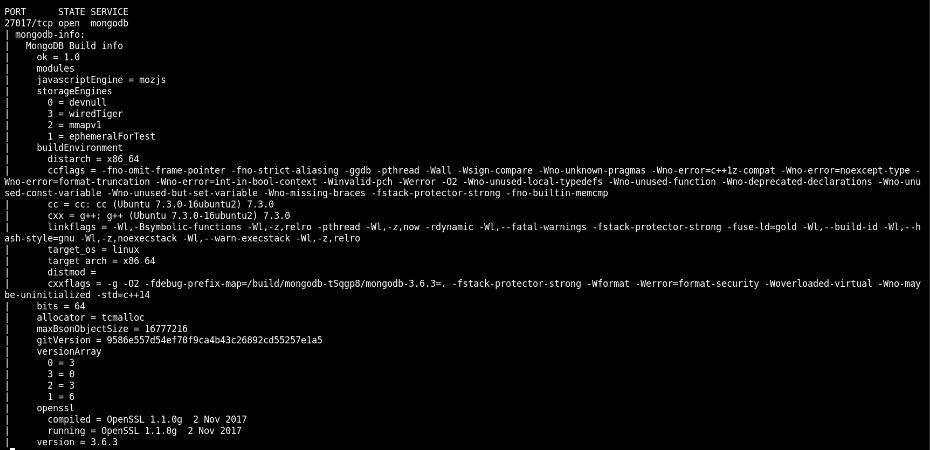 PORT      STATE SERVICE
27017/tcp open  mongodb
| mongodb-info:
|   MongoDB Build info
|     ok = 1.0
|     modules
|     javascriptEngine = mozjs
|     storageEngines
|       0 = devnull
|       3 = wiredTiger
|       2 = mmapv1
|       1 = ephemeralForTest
|     buildEnvironment
|       distarch = x86_64
|       ccflags = -fno-omit-frame-pointer -fno-strict-aliasing -ggdb -pthread -Wall -Wsign-compare -Wno-unknown-pragmas -Wno-error=c++1z-compat -Wno-error=noexcept-type -
Wno-error=format-truncation -Wno-error=int-in-bool-context -Winvalid-pch -Werror -O2 -Wno-unused-local-typedefs -Wno-unused-function -Wno-deprecated-declarations -Wno-unu
sed-const-variable -Wno-unused-but-set-variable -Wno-missing-braces -fstack-protector-strong -fno-builtin-memcmp
|       cc = cc: cc (Ubuntu 7.3.0-16ubuntu2) 7.3.0
|       cxx = g++: g++ (Ubuntu 7.3.0-16ubuntu2) 7.3.0
|       linkflags = -Wl,-Bsymbolic-functions -Wl,-z,relro -pthread -Wl,-z,now -rdynamic -Wl,--fatal-warnings -fstack-protector-strong -fuse-ld=gold -Wl,--build-id -Wl,--h
ash-style=gnu -Wl,-z,noexecstack -Wl,--warn-execstack -Wl,-z,relro
|       target_os = linux
|       target arch = x86_64
|       distmod =
|       cxxflags = -g -O2 -fdebug-prefix-map=/build/mongodb-tSqgp8/mongodb-3.6.3=. -fstack-protector-strong -Wformat -Werror=format-security -Woverloaded-virtual -Wno-may
be-uninitialized -std=c++14
|     bits = 64
|     allocator = tcmalloc
|     maxBsonObjectSize = 16777216
|     gitVersion = 9586e557d54ef70f9ca4b43c26892cd55257e1a5
|     versionArray
|       0 = 3
|       3 = 0
|       2 = 3
|       1 = 6
|     openssl
|       compiled = OpenSSL 1.1.0g  2 Nov 2017
|       running = OpenSSL 1.1.0g  2 Nov 2017
|     version = 3.6.3